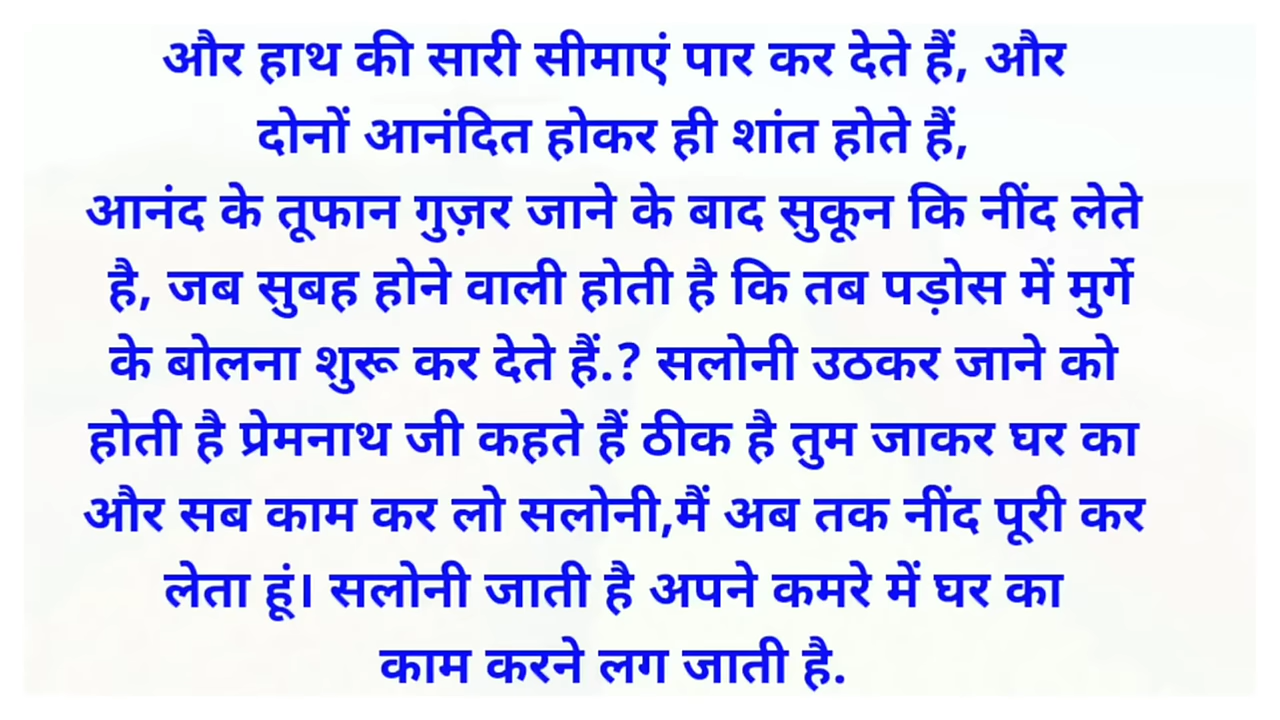 और हाथ की सारी सीमाएं पार कर देते हैं, और
दोनों आनंदित होकर ही शांत होते हैं,
आनंद के तूफान गुज़र जाने के बाद सुकून कि नींद लेते
है, जब सुबह होने वाली होती है कि तब पड़ोस में मुर्गे
के बोलना शुरू कर देते हैं.? सलोनी उठकर जाने को
होती है प्रेमनाथ जी कहते हैं ठीक है तुम जाकर घर का
और सब काम कर लो सलोनी,मैं अब तक नींद पूरी कर
लेता हूं। सलोनी जाती है अपने कमरे में घर का
काम करने लग जाती है.